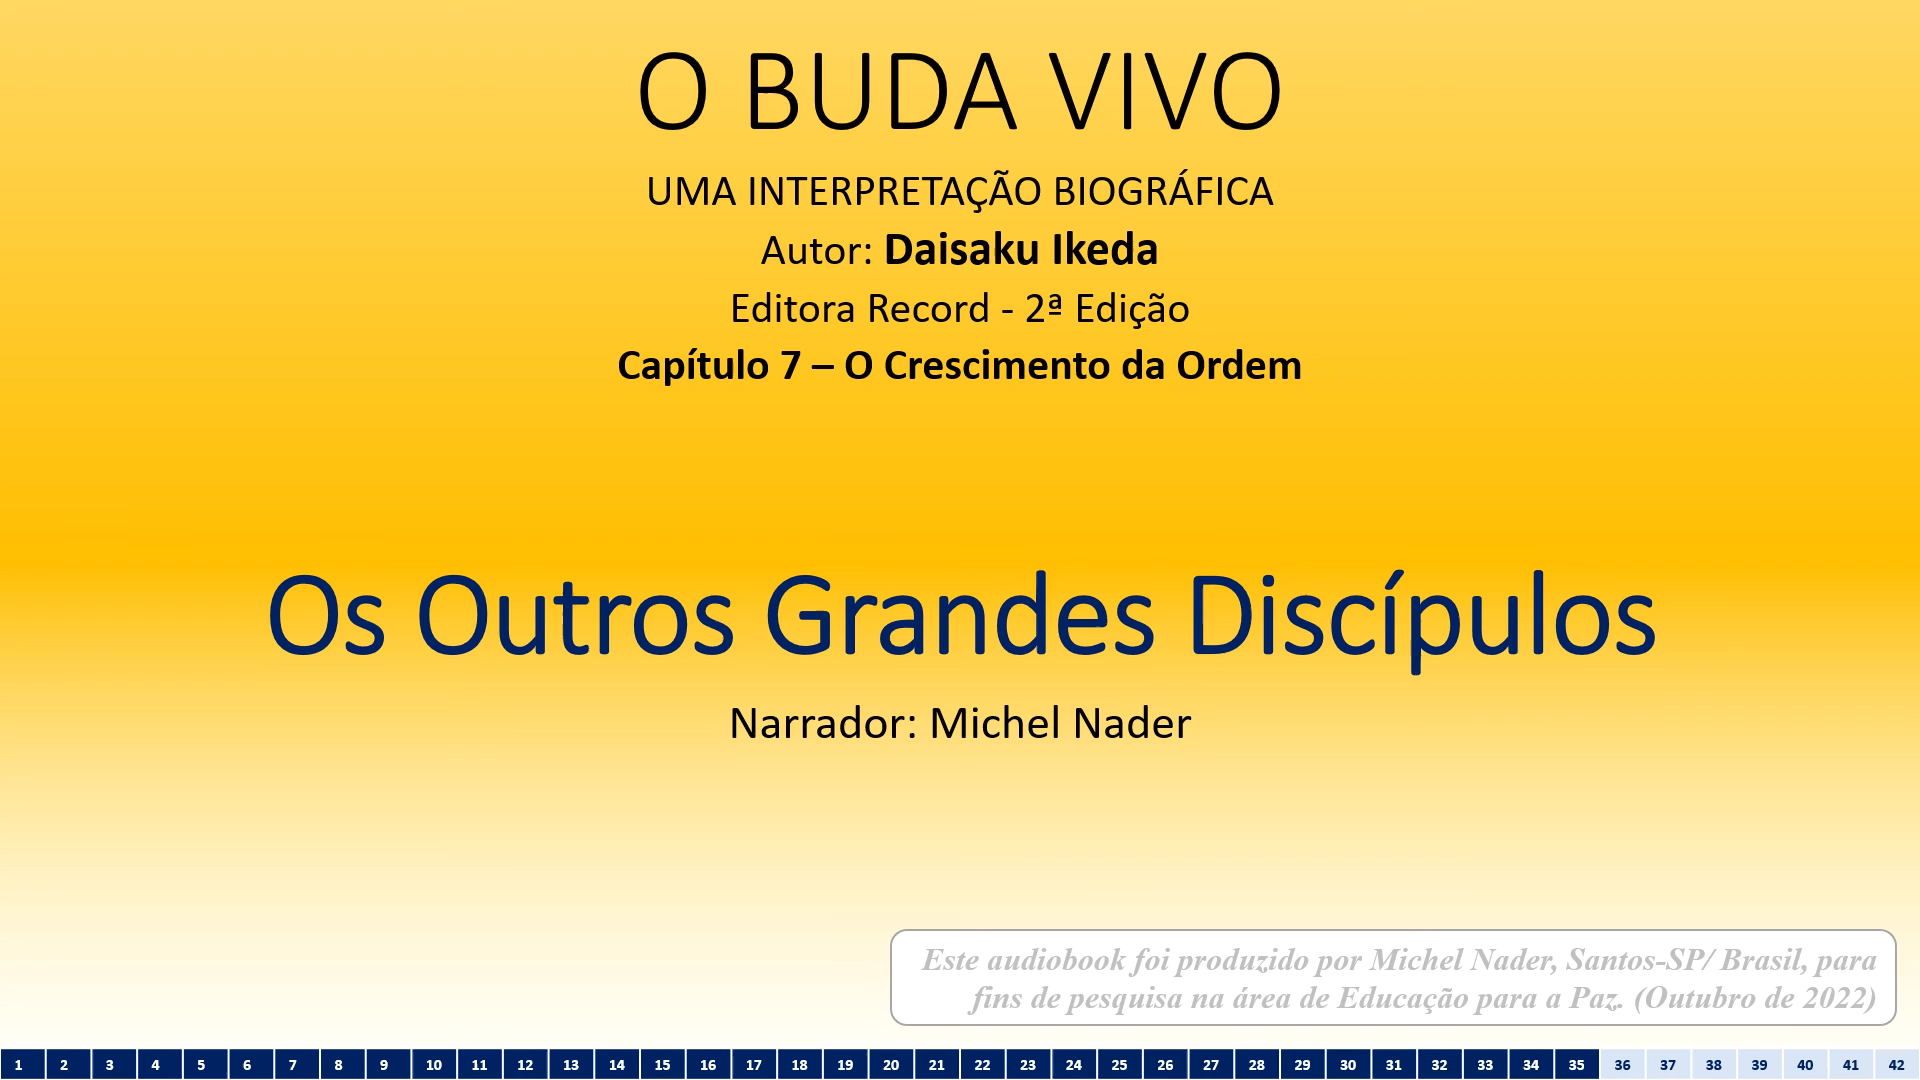 O BUDA VIVO
UMA INTERPRETAÇÃO BIOGRÁFICA
Autor: Daisaku Ikeda
Editora Record - 2ª Edição
Capítulo 7 – O Crescimento da Ordem
Os Outros Grandes Discípulos
Narrador: Michel Nader
Este audiobook foi produzido por Michel Nader, Santos-SP/ Brasil, para
fins de pesquisa na área de Educação para a Paz. (Outubro de 2022)
1 2 3 4 5 6 7 8 9 10 11 12 13 14 15 16 17 18 19 20 21 22 23 24 25 26 27 28 29 30 31 32 33 34 35 36 37 38 39 40 41 42